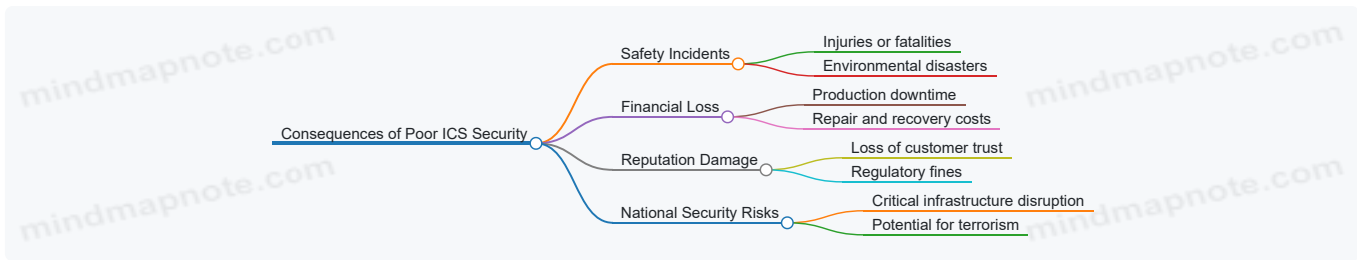 Consequences of Poor ICS Security
Safety Incidents
Injuries or fatalities
Environmental disasters
Financial Loss
Production downtime
Repair and recovery costs
Reputation Damage
Loss of customer trust
Regulatory fines
National Security Risks
Critical infrastructure disruption
Potential for terrorism
mindmapnote.com
mindmapnote.com
mindmapnote.com
mindmapnote.com